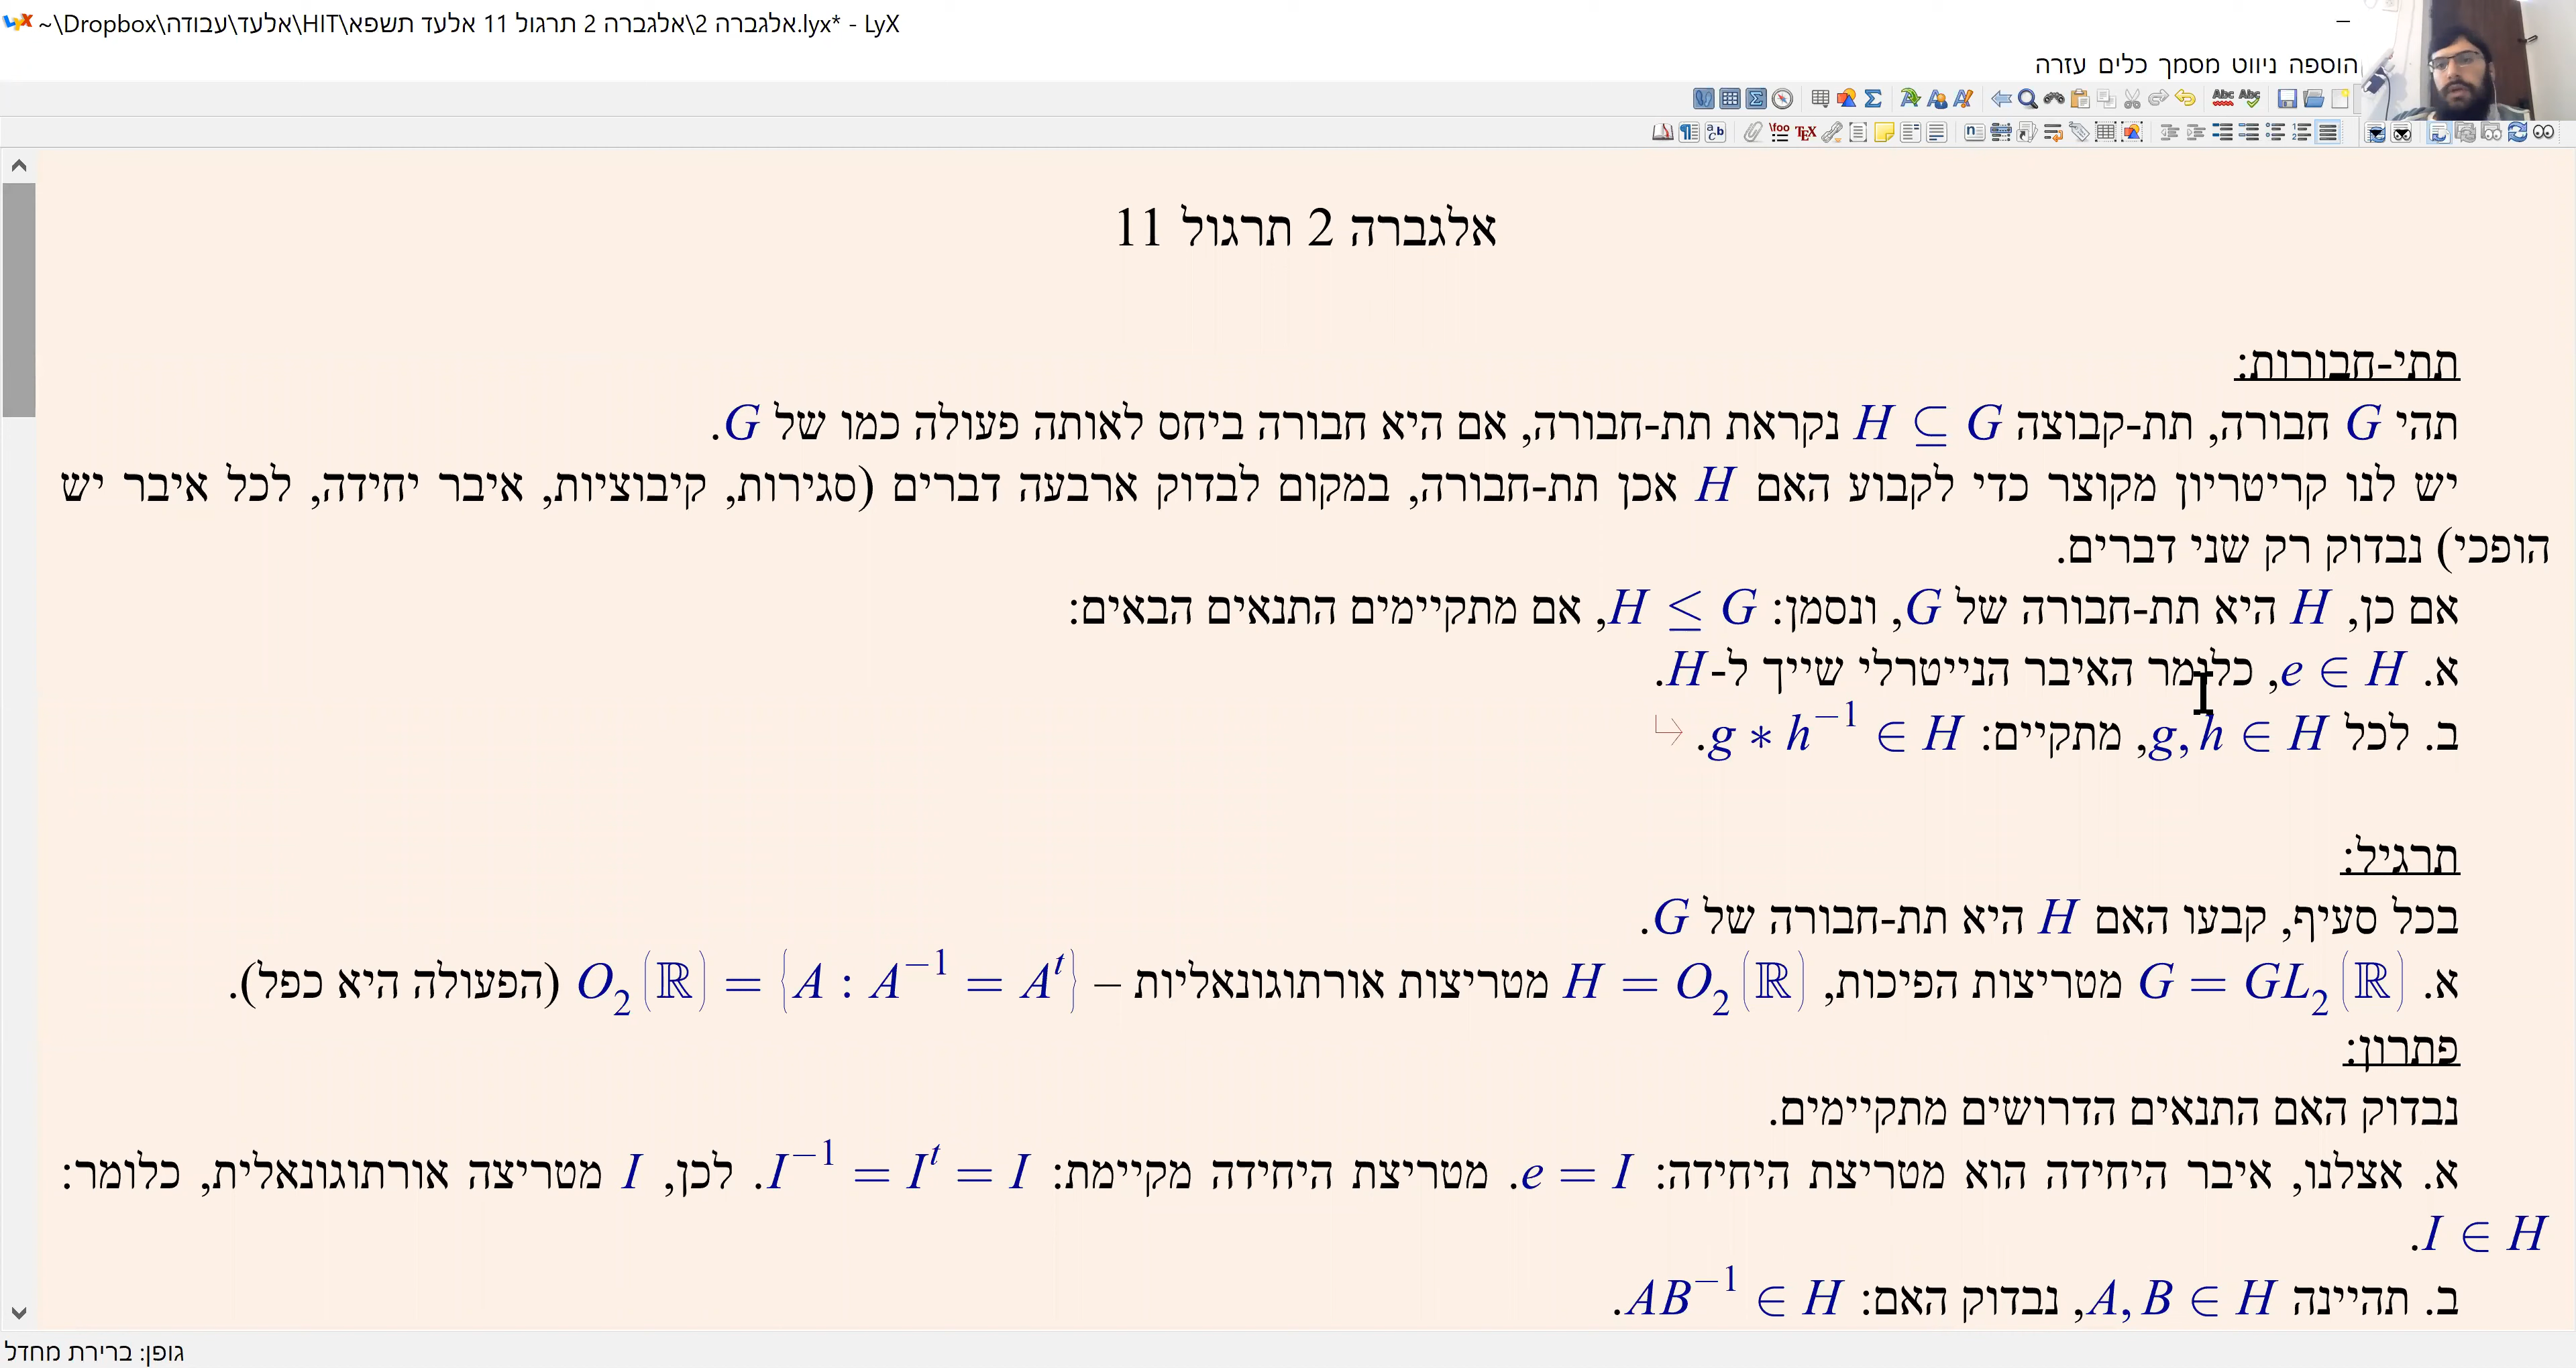 ~\Dropbox\אלעד\עבודה\HIT\אלגברה 2\אלגברה 2 תרגול 11 אלעד תשפא.lyx* - LyX
הוספה ניווט מסמך כלים עזרה
אלגברה 2 תרגול 11
תתי-חבורות:
תהי G חבורה, תת-קבוצה H ⊆ G נקראת תת-חבורה, אם היא חבורה ביחס לאותה פעולה כמו של G.
יש לנו קריטריון מקוצר כדי לקבוע האם H אכן תת-חבורה, במקום לבדוק ארבעה דברים (סגירות, קיבוציות, איבר יחידה, לכל איבר יש
הופכי) נבדוק רק שני דברים.
אם כן, H היא תת-חבורה של G, ונסמן: H ≤ G, אם מתקיימים התנאים הבאים:
א. e ∈ H, כלומר האיבר הנייטרלי שייך ל-H.
ב. לכל g, h ∈ H, מתקיים: g ∗ h⁻¹ ∈ H.
תרגיל:
בכל סעיף, קבעו האם H היא תת-חבורה של G.
א. G = GL₂(ℝ) מטריצות הפיכות, H = O₂(ℝ) מטריצות אורתוגונאליות – O₂(ℝ) = {A : A⁻¹ = Aᵗ} (הפעולה היא כפל).
פתרון:
נבדוק האם התנאים הדרושים מתקיימים.
א. אצלנו, איבר היחידה הוא מטריצת היחידה: e = I. מטריצת היחידה מקיימת: I⁻¹ = Iᵗ = I. לכן, I מטריצה אורתוגונאלית, כלומר:
I ∈ H.
ב. תהיינה A, B ∈ H, נבדוק האם: AB⁻¹ ∈ H.
גופן: ברירת מחדל